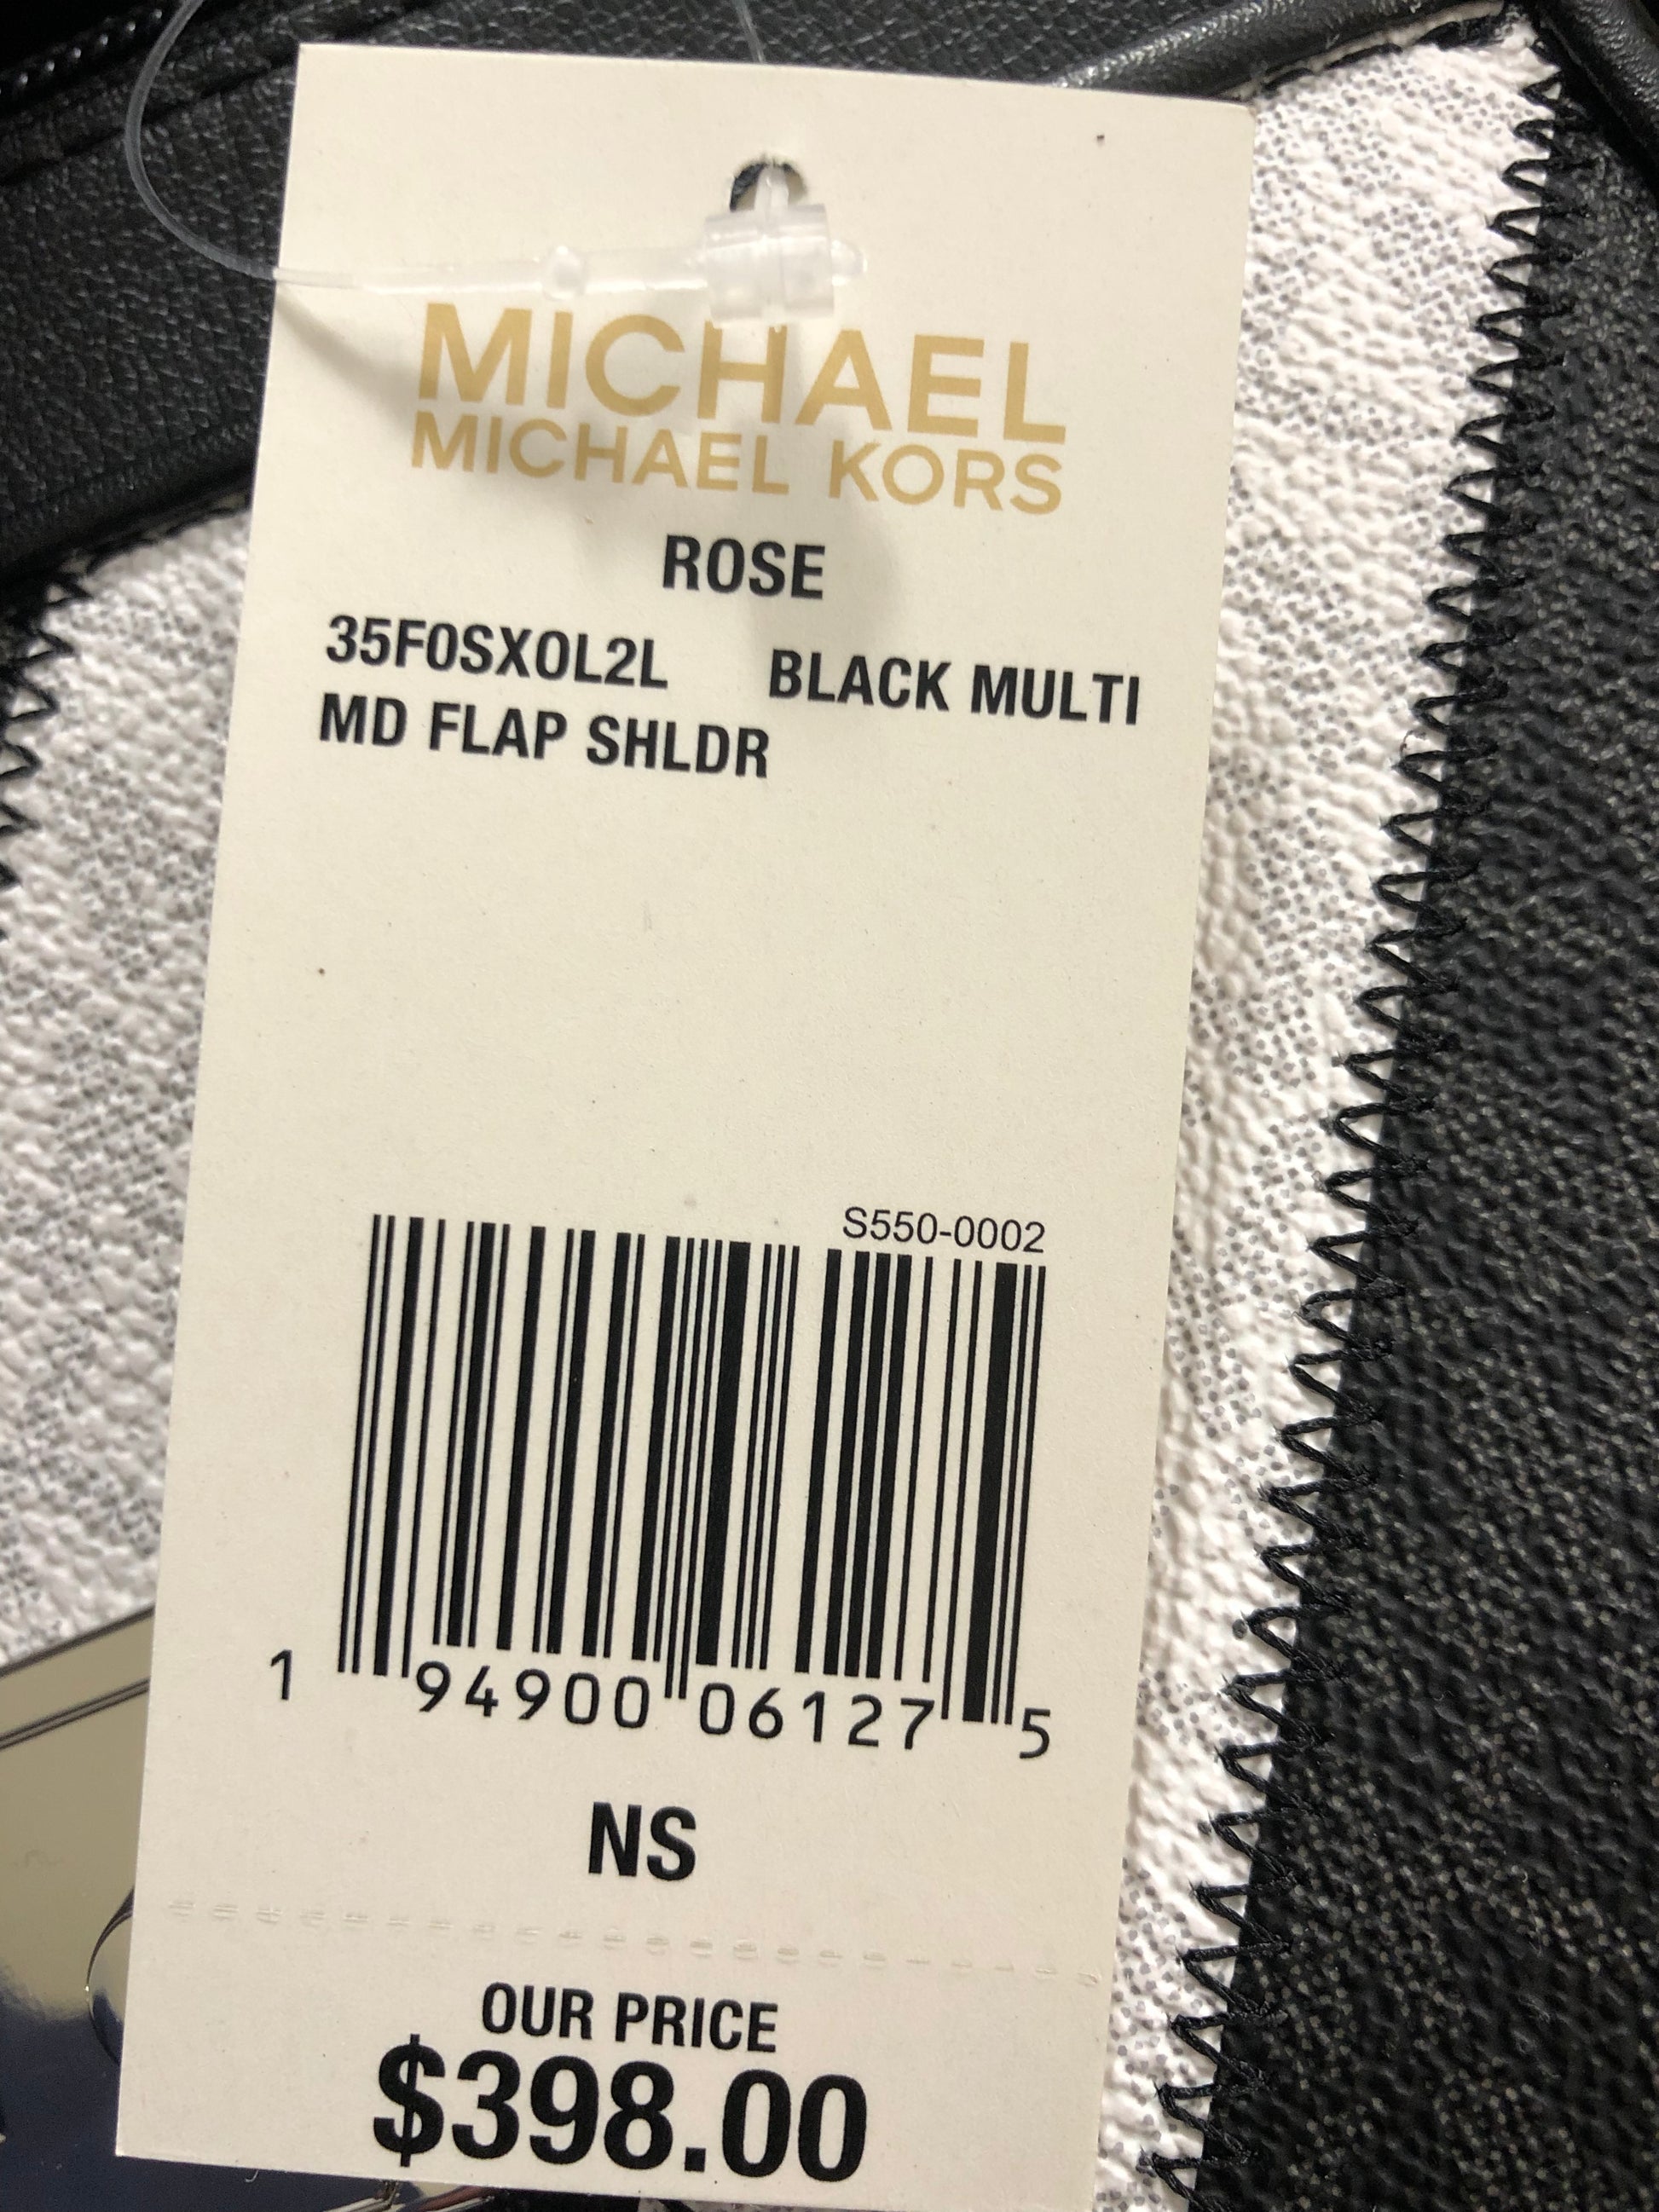 MICHAEL
MICHAEL KORS
ROSE
35F0SXOL2L BLACK MULTI
MD FLAP SHLDR
S550-0002
1 94900 06127 5
NS
OUR PRICE
$398.00